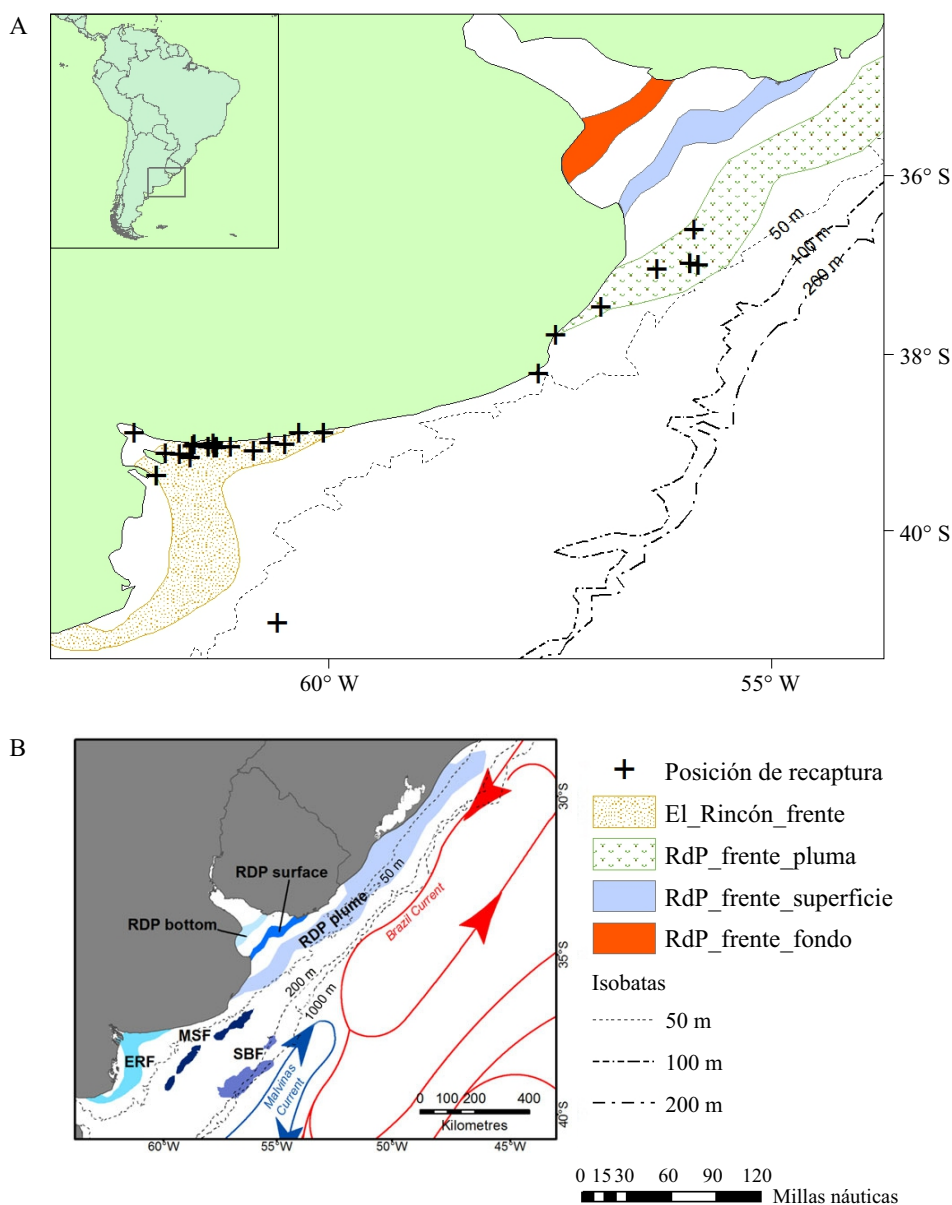 A
36° S
50 m
100 m
200 m
38° S
40° S
60° W
55° W
B
RDP surface
RDP bottom
RDP plume
50 m
Brazil Current
200 m
1000 m
MSF
ERF
SBF
Malvinas
Current
0 100 200 400
Kilometres
30°S
35°S
40°S
60°W
55°W
50°W
45°W
Posición de recaptura
El_Rincón_frente
RdP_frente_pluma
RdP_frente_superficie
RdP_frente_fondo
Isobatas
50 m
100 m
200 m
0 15 30 60 90 120
Millas náuticas